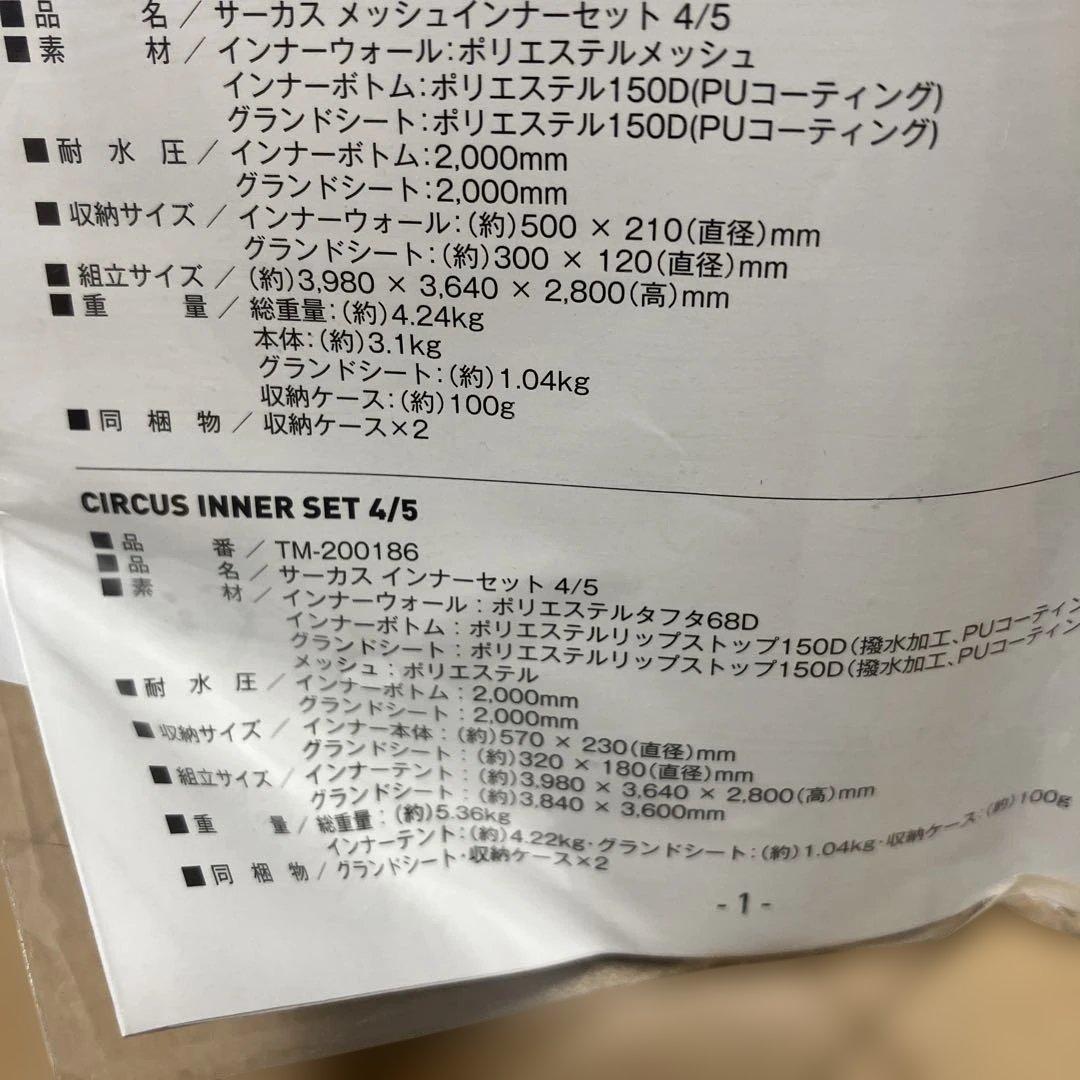 ■品　　名／サーカス メッシュインナーセット 4/5
■素　　材／インナーウォール：ポリエステルメッシュ
インナーボトム：ポリエステル150D(PUコーティング)
グランドシート：ポリエステル150D(PUコーティング)
■耐 水 圧／インナーボトム：2,000mm
グランドシート：2,000mm
■収納サイズ／インナーウォール：(約)500 × 210(直径)mm
グランドシート：(約)300 × 120(直径)mm
■組立サイズ／(約)3,980 × 3,640 × 2,800(高)mm
■重　　量／総重量：(約)4.24kg
本体：(約)3.1kg
グランドシート：(約)1.04kg
収納ケース：(約)100g
■同 梱 物／収納ケース×2
CIRCUS INNER SET 4/5
■品　　番／TM-200186
■品　　名／サーカス インナーセット 4/5
■素　　材／インナーウォール：ポリエステルタフタ68D
インナーボトム：ポリエステルリップストップ150D(撥水加工、PUコーティン
グランドシート：ポリエステルリップストップ150D(撥水加工、PUコーティン
メッシュ：ポリエステル
■耐 水 圧／インナーボトム：2,000mm
グランドシート：2,000mm
■収納サイズ／インナー本体：(約)570 × 230(直径)mm
グランドシート：(約)320 × 180(直径)mm
■組立サイズ／インナーテント：(約)3,980 × 3,640 × 2,800(高)mm
グランドシート：(約)3,840 × 3,600mm
■重　　量／総重量：(約)5.36kg
インナーテント：(約)4.22kg・グランドシート：(約)1.04kg・収納ケース：(約)100g
■同 梱 物／グランドシート・収納ケース×2
- 1 -